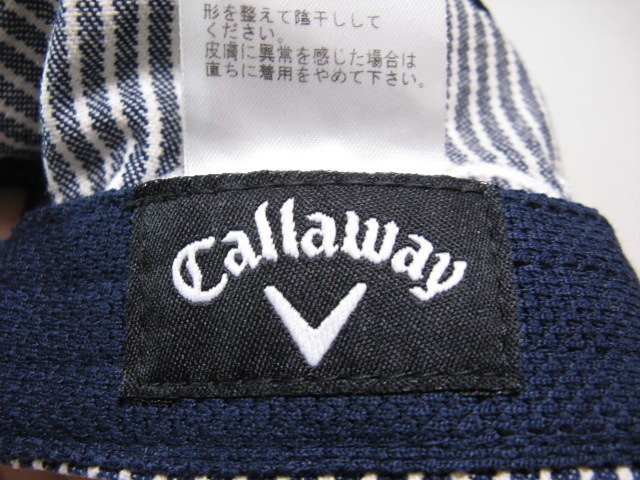 形を整えて陰干しして
ください。
皮膚に異常を感じた場合は
直ちに着用をやめて下さい。
Callaway